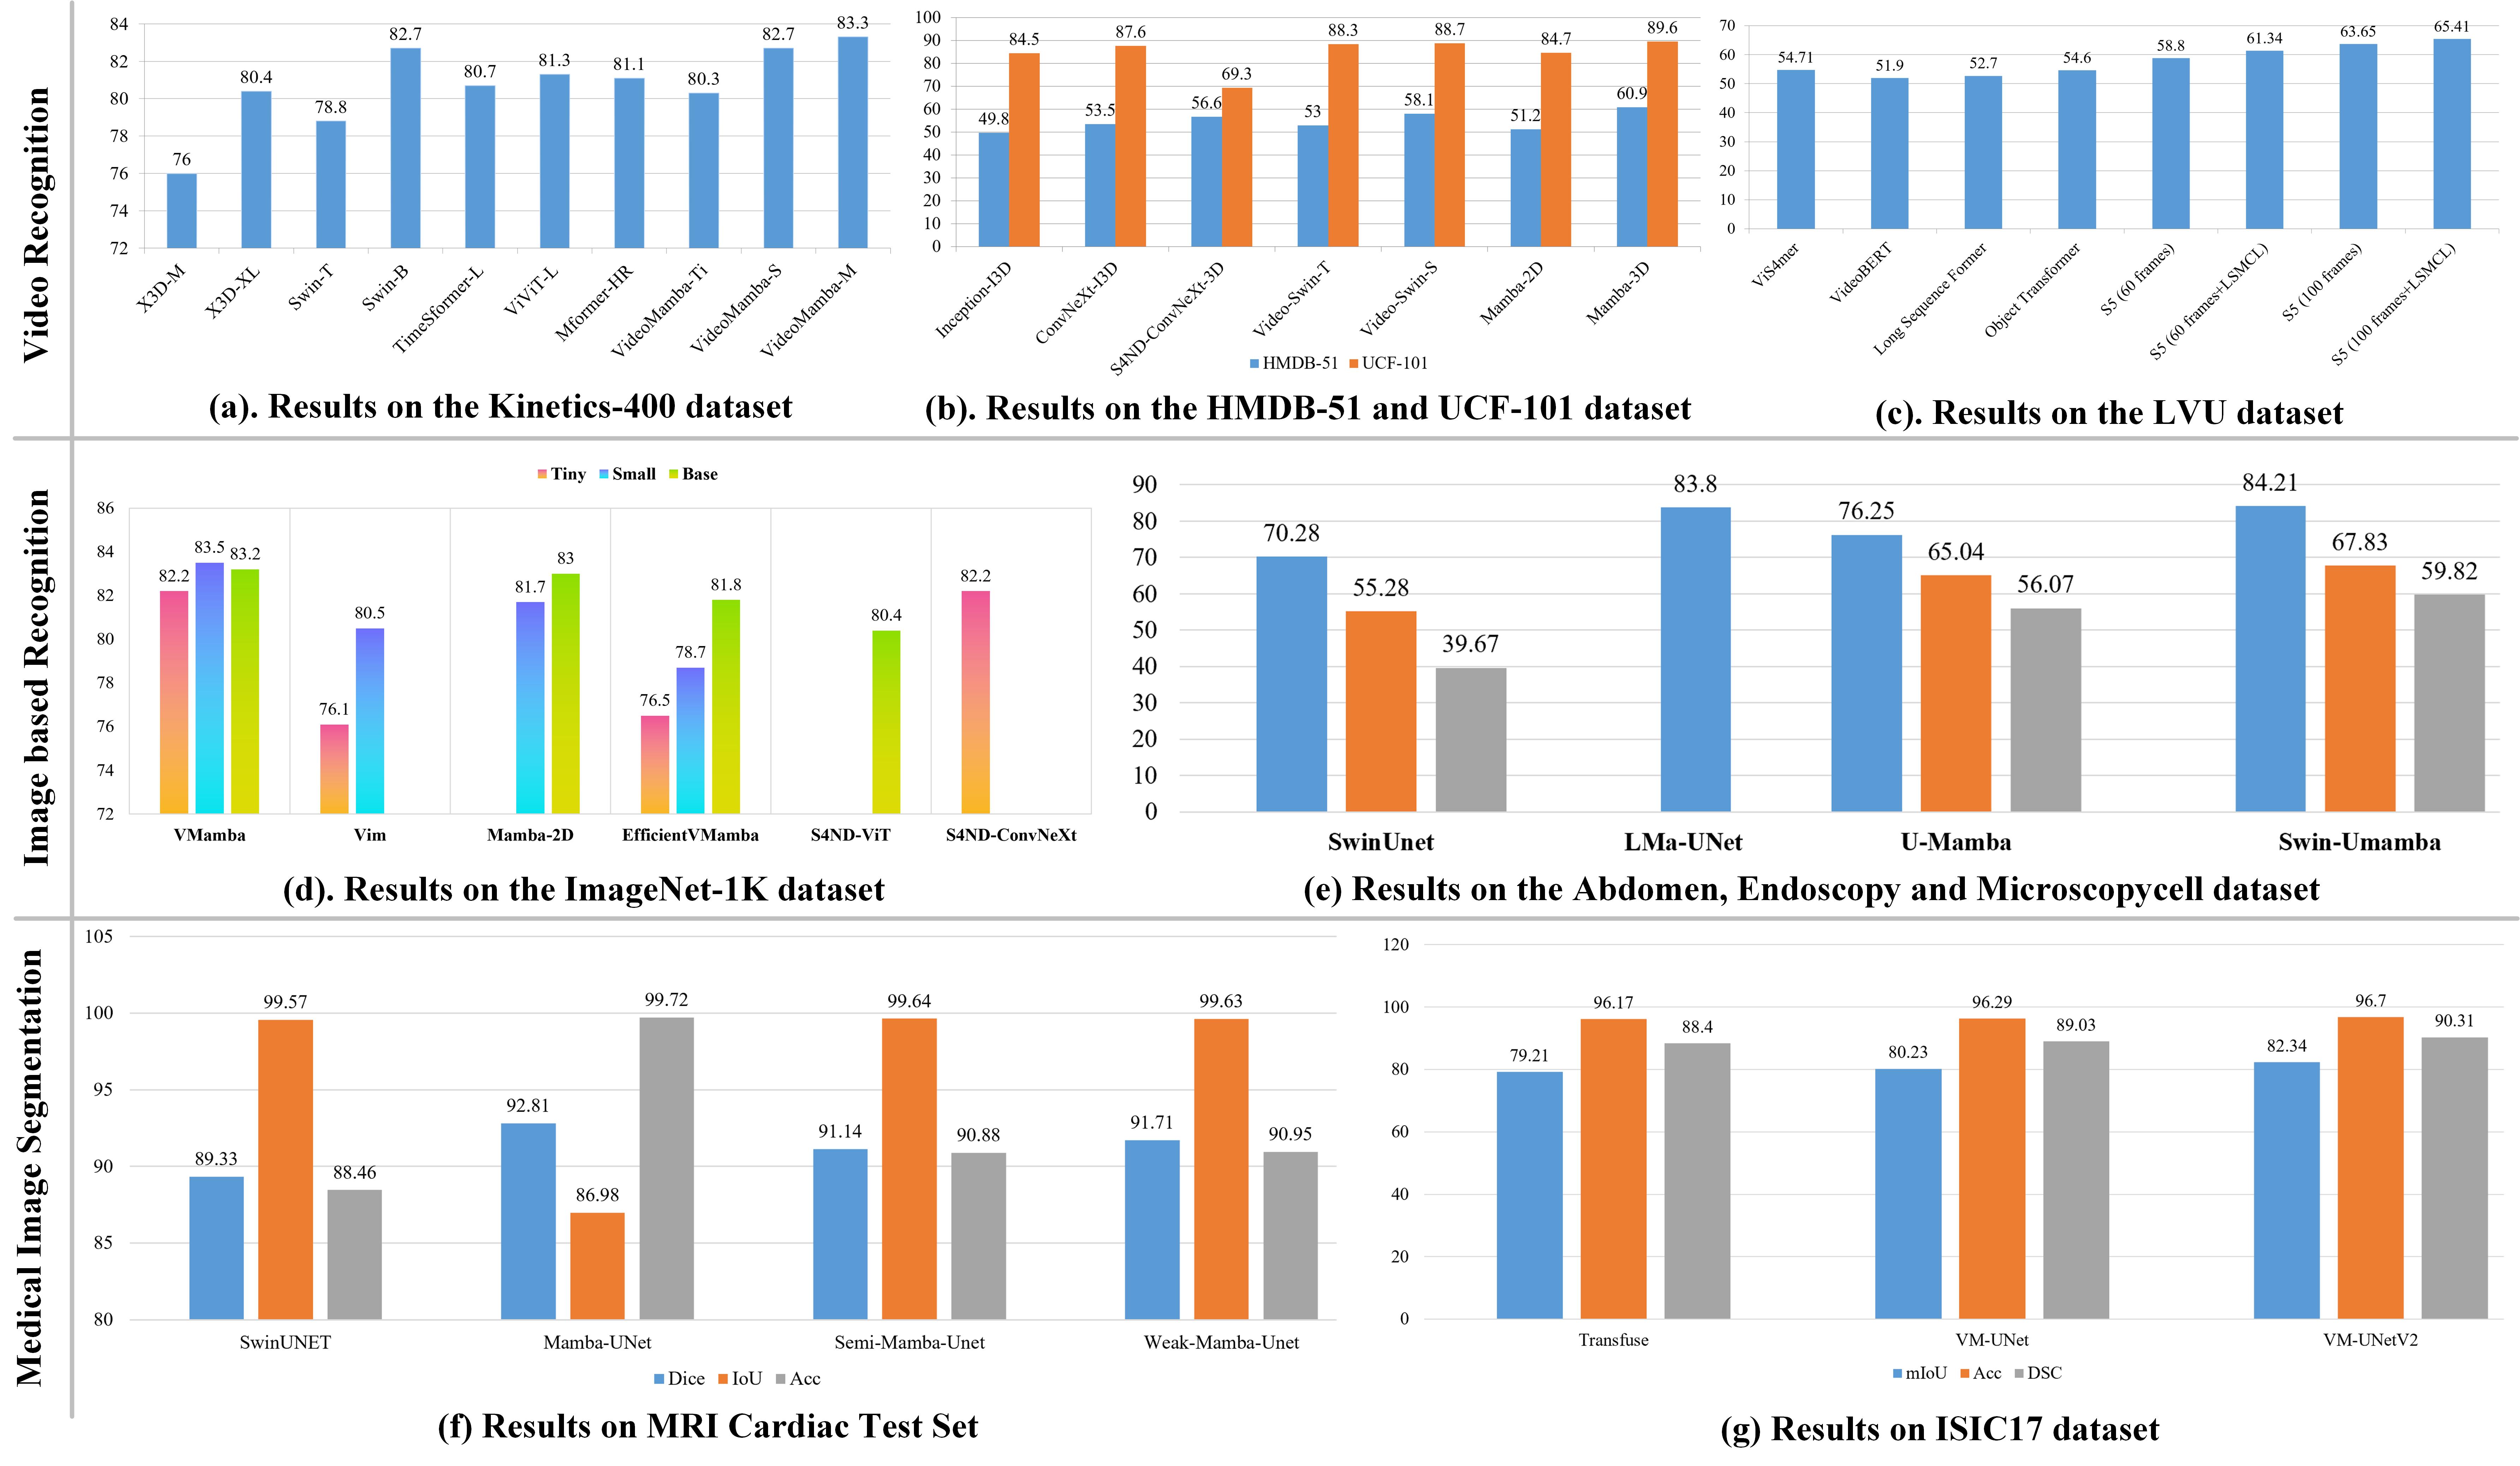 Video Recognition
84
82
80
78
76
74
72
76
80.4
78.8
82.7
80.7
81.3
81.1
80.3
82.7
83.3
X3D-M
X3D-XL
Swin-T
Swin-B
TimeSformer-L
ViViT-L
Mformer-HR
VideoMamba-Ti
VideoMamba-S
VideoMamba-M
(a). Results on the Kinetics-400 dataset
100
90
80
70
60
50
40
30
20
10
0
49.8
84.5
53.5
87.6
56.6
69.3
53
88.3
58.1
88.7
51.2
84.7
60.9
89.6
Inception-I3D
ConvNeXt-I3D
S4ND-ConvNeXt-3D
Video-Swin-T
Video-Swin-S
Mamba-2D
Mamba-3D
HMDB-51 UCF-101
(b). Results on the HMDB-51 and UCF-101 dataset
70
60
50
40
30
20
10
0
54.71
51.9
52.7
54.6
58.8
61.34
63.65
65.41
ViS4mer
VideoBERT
Long Sequence Former
Object Transformer
S5 (60 frames)
S5 (60 frames+LSMCL)
S5 (100 frames)
S5 (100 frames+LSMCL)
(c). Results on the LVU dataset
Image based Recognition
Tiny Small Base
86
84
82
80
78
76
74
72
82.2
83.5
83.2
76.1
80.5
81.7
83
76.5
78.7
81.8
80.4
82.2
VMamba
Vim
Mamba-2D
EfficientVMamba
S4ND-ViT
S4ND-ConvNeXt
(d). Results on the ImageNet-1K dataset
90
80
70
60
50
40
30
20
10
0
70.28
55.28
39.67
83.8
76.25
65.04
56.07
84.21
67.83
59.82
SwinUnet
LMa-UNet
U-Mamba
Swin-Umamba
(e) Results on the Abdomen, Endoscopy and Microscopycell dataset
Medical Image Segmentation
105
100
95
90
85
80
89.33
99.57
88.46
92.81
86.98
99.72
91.14
99.64
90.88
91.71
99.63
90.95
SwinUNET
Mamba-UNet
Semi-Mamba-Unet
Weak-Mamba-Unet
Dice IoU Acc
(f) Results on MRI Cardiac Test Set
120
100
80
60
40
20
0
79.21
96.17
88.4
80.23
96.29
89.03
82.34
96.7
90.31
Transfuse
VM-UNet
VM-UNetV2
mIoU Acc DSC
(g) Results on ISIC17 dataset